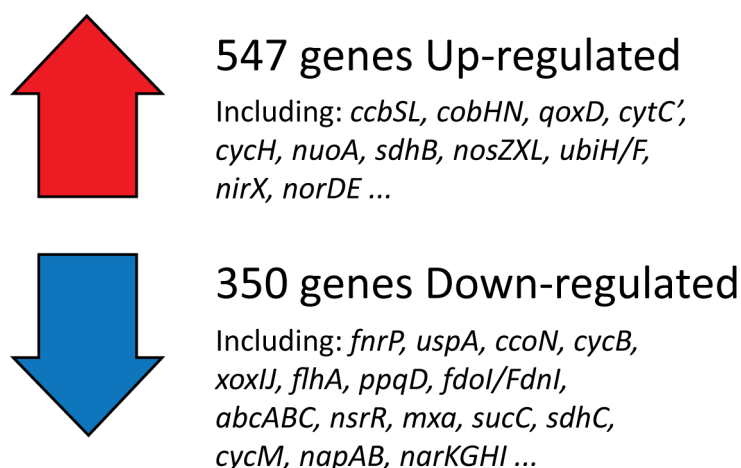 547 genes Up-regulated
Including: ccbSL, cobHN, qoxD, cytC’,
cycH, nuoA, sdhB, nosZXL, ubiH/F,
nirX, norDE ...
350 genes Down-regulated
Including: fnrP, uspA, ccoN, cycB,
xoxIJ, flhA, ppqD, fdoI/FdnI,
abcABC, nsrR, mxa, sucC, sdhC,
cycM, napAB, narKGHI ...